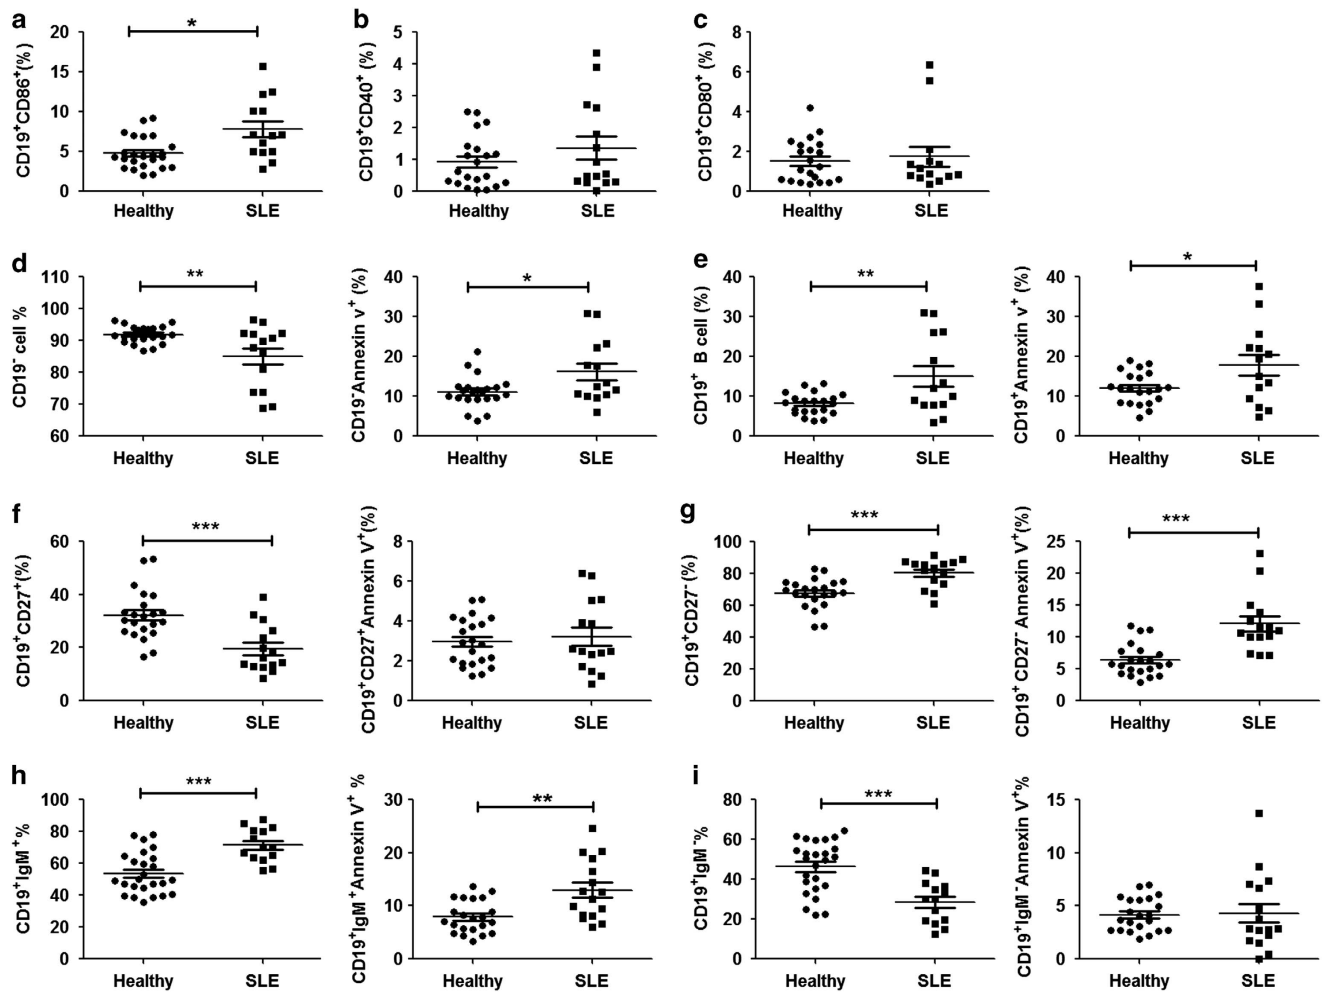 a
CD19⁺CD86⁺(%)
20
15
10
5
0
*
Healthy
SLE
b
CD19⁺CD40⁺ (%)
5
4
3
2
1
0
Healthy
SLE
c
CD19⁺CD80⁺ (%)
8
6
4
2
0
Healthy
SLE
d
CD19⁻ cell %
110
100
90
80
70
60
**
Healthy
SLE
CD19⁻Annexin v⁺ (%)
40
30
20
10
0
*
Healthy
SLE
e
CD19⁺ B cell (%)
40
30
20
10
0
**
Healthy
SLE
CD19⁺Annexin v⁺ (%)
40
30
20
10
0
*
Healthy
SLE
f
CD19⁺CD27⁺(%)
60
40
20
0
***
Healthy
SLE
CD19⁺CD27⁺Annexin V⁺(%)
8
6
4
2
0
Healthy
SLE
g
CD19⁺CD27⁻(%)
100
80
60
40
20
0
***
Healthy
SLE
CD19⁺CD27⁻ Annexin V⁺(%)
25
20
15
10
5
0
***
Healthy
SLE
h
CD19⁺IgM⁺%
100
80
60
40
20
0
***
Healthy
SLE
CD19⁺IgM⁺Annexin V⁺ %
30
20
10
0
**
Healthy
SLE
i
CD19⁺IgM⁻%
80
60
40
20
0
***
Healthy
SLE
CD19⁺IgM⁻Annexin V⁺%
15
10
5
0
Healthy
SLE